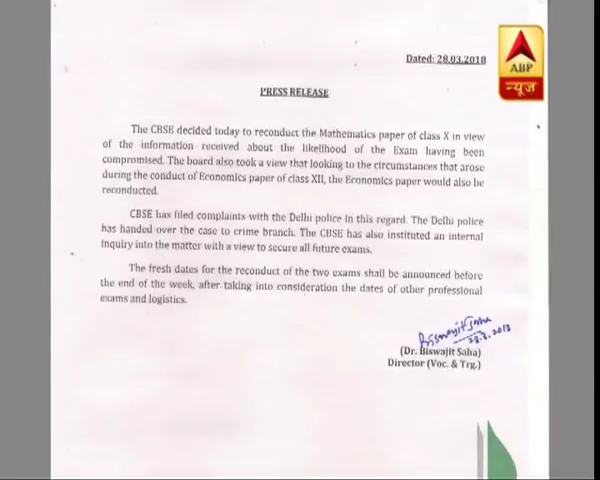 Dated: 28.03.2018
ABP
न्यूज़
PRESS RELEASE
The CBSE decided today to reconduct the Mathematics paper of class X in view
of the information received about the likelihood of the Exam having been
compromised. The board also took a view that looking to the circumstances that arose
during the conduct of Economics paper of class XII, the Economics paper would also be
reconducted.
CBSE has filed complaints with the Delhi police in this regard. The Delhi police
has handed over the case to crime branch. The CBSE has also instituted an internal
inquiry into the matter with a view to secure all future exams.
The fresh dates for the reconduct of the two exams shall be announced before
the end of the week, after taking into consideration the dates of other professional
exams and logistics.
Biswajit Saha
28.3.2018
(Dr. Biswajit Saha)
Director (Voc. & Trg.)